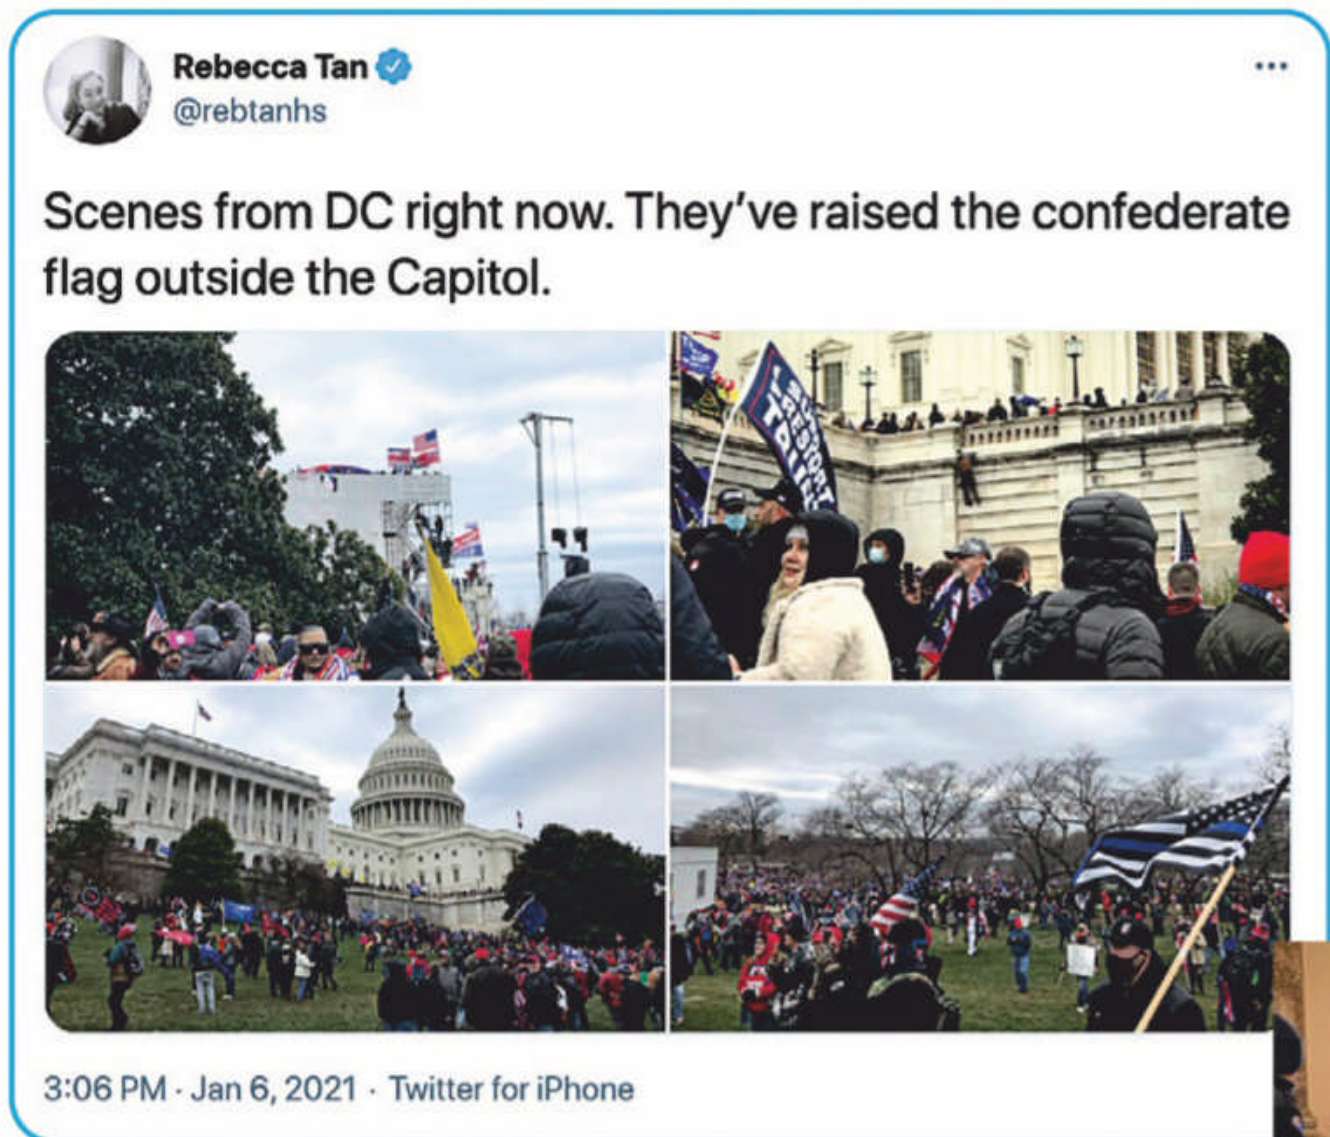 Rebecca Tan
@rebtanhs
Scenes from DC right now. They've raised the confederate
flag outside the Capitol.
3:06 PM · Jan 6, 2021 · Twitter for iPhone